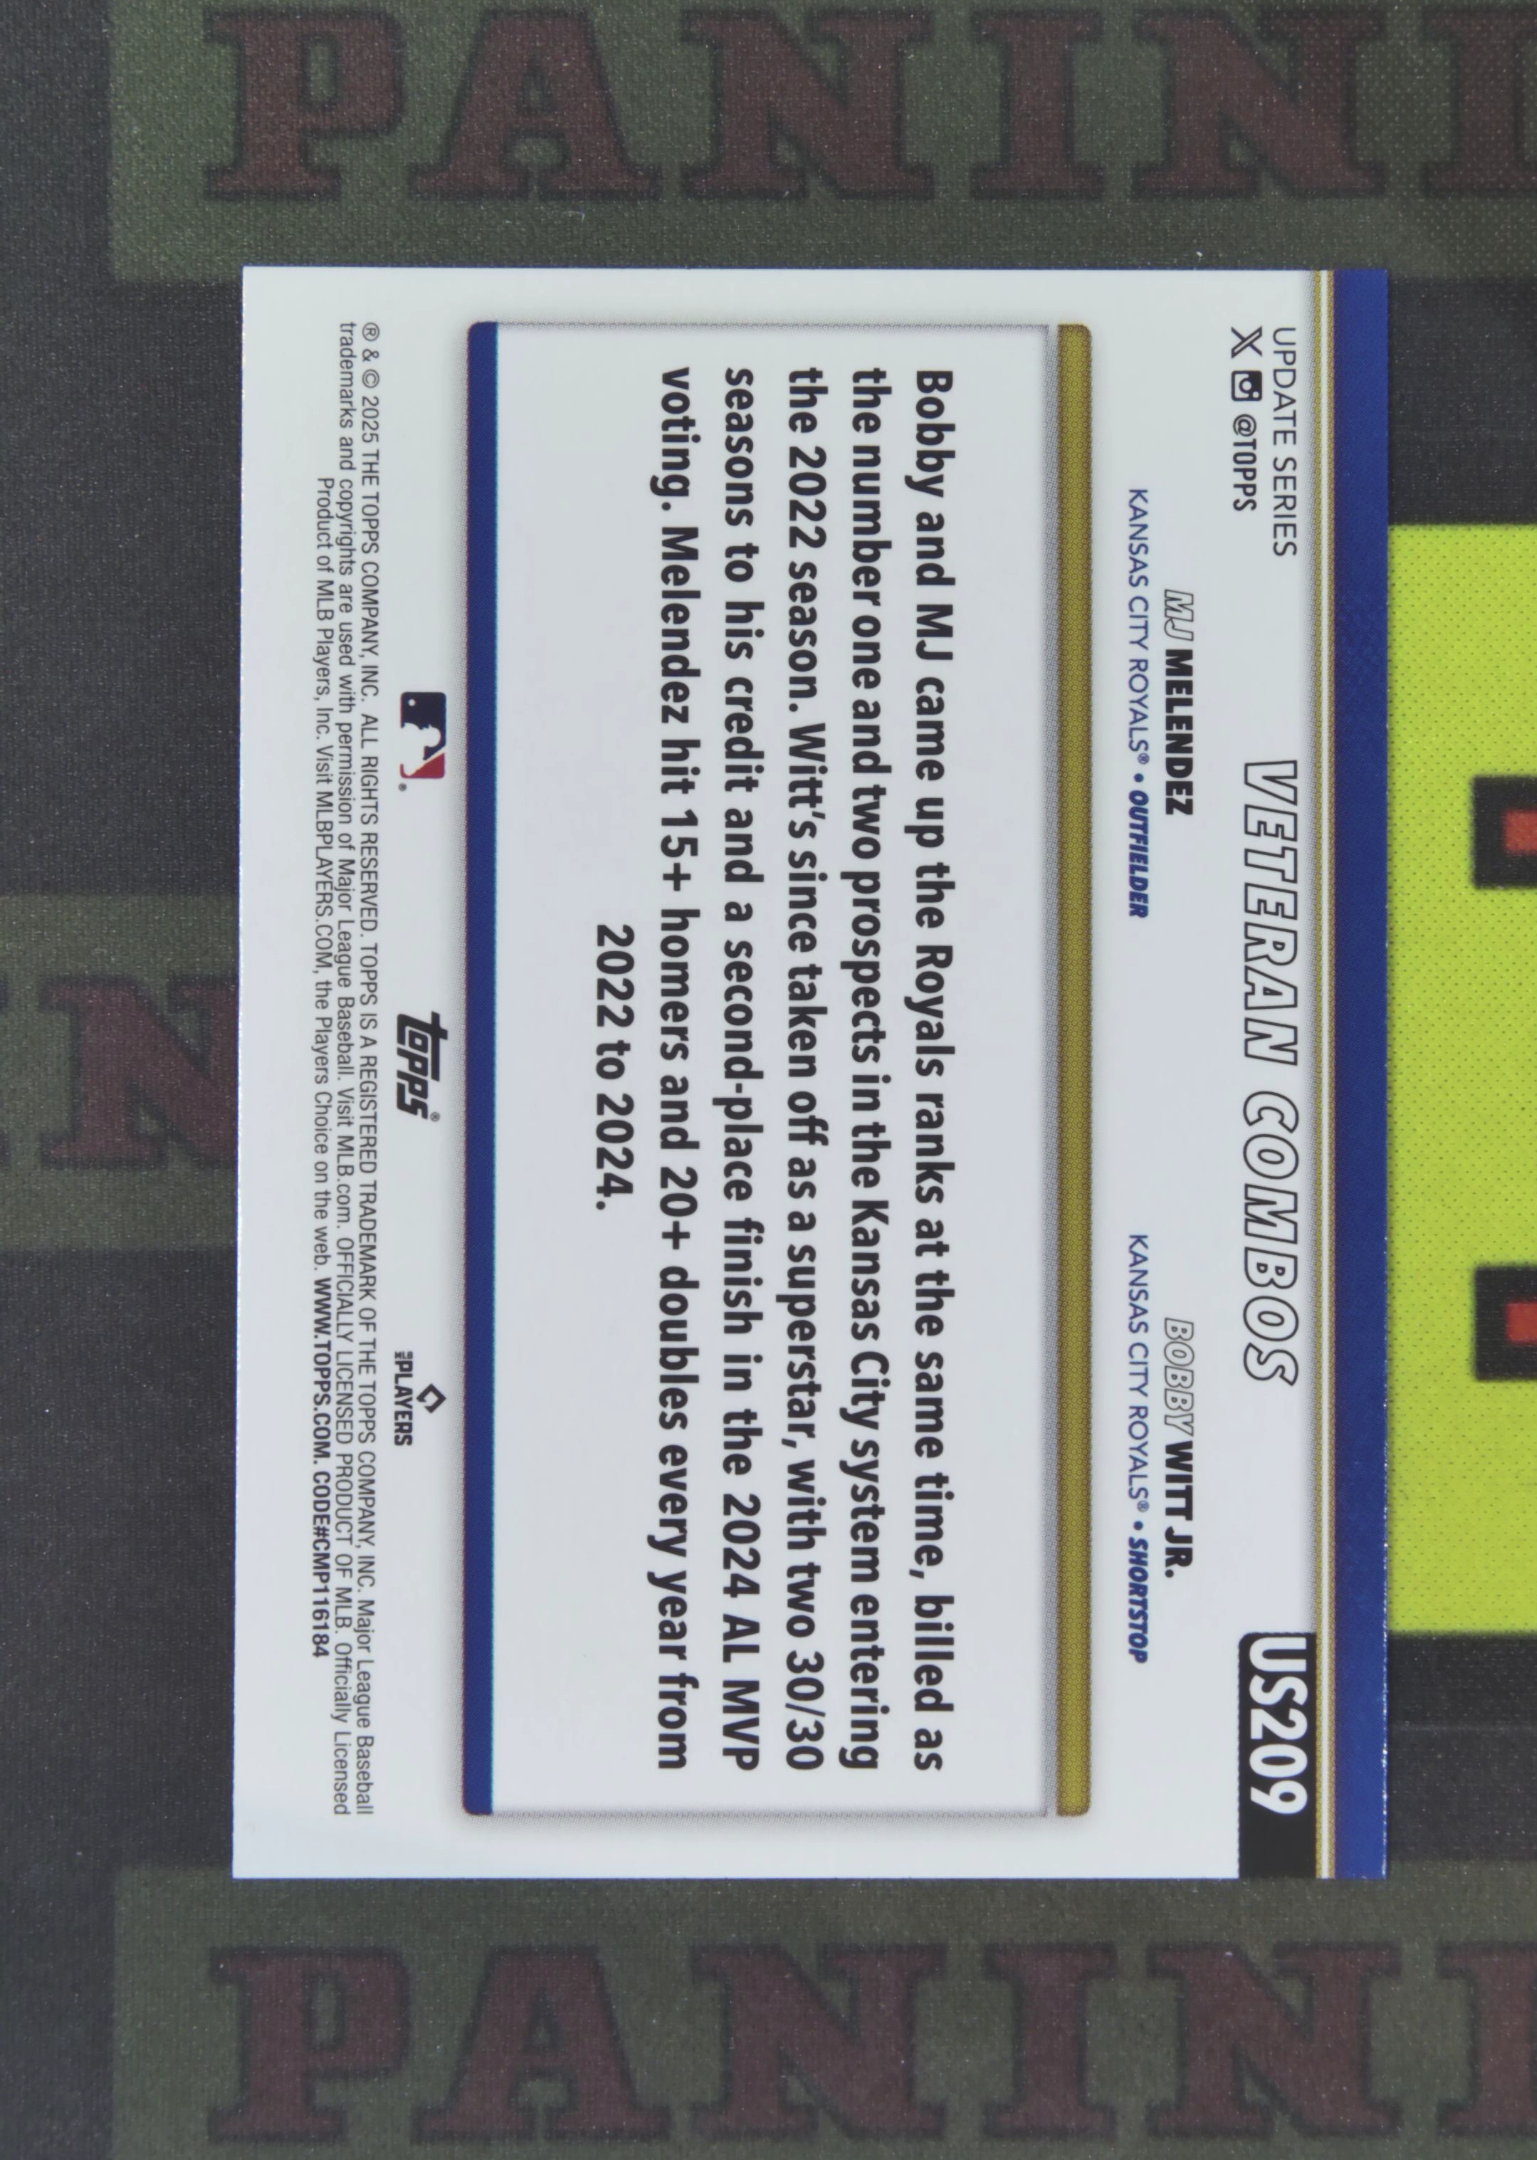 PANINI
UPDATE SERIES
X @TOPPS
VETERAN COMBOS
US209
MJ MELENDEZ
KANSAS CITY ROYALS® • OUTFIELDER
BOBBY WITT JR.
KANSAS CITY ROYALS® • SHORTSTOP
Bobby and MJ came up the Royals ranks at the same time, billed as
the number one and two prospects in the Kansas City system entering
the 2022 season. Witt's since taken off as a superstar, with two 30/30
seasons to his credit and a second-place finish in the 2024 AL MVP
voting. Melendez hit 15+ homers and 20+ doubles every year from
2022 to 2024.
®
topps®
MLB PLAYERS
® & © 2025 THE TOPPS COMPANY, INC. ALL RIGHTS RESERVED. TOPPS IS A REGISTERED TRADEMARK OF THE TOPPS COMPANY, INC. Major League Baseball
trademarks and copyrights are used with permission of Major League Baseball. Visit MLB.com. OFFICIALLY LICENSED PRODUCT OF MLB. Officially Licensed
Product of MLB Players, Inc. Visit MLBPLAYERS.COM, the Players Choice on the web. WWW.TOPPS.COM. CODE#CMP116184
PANINI